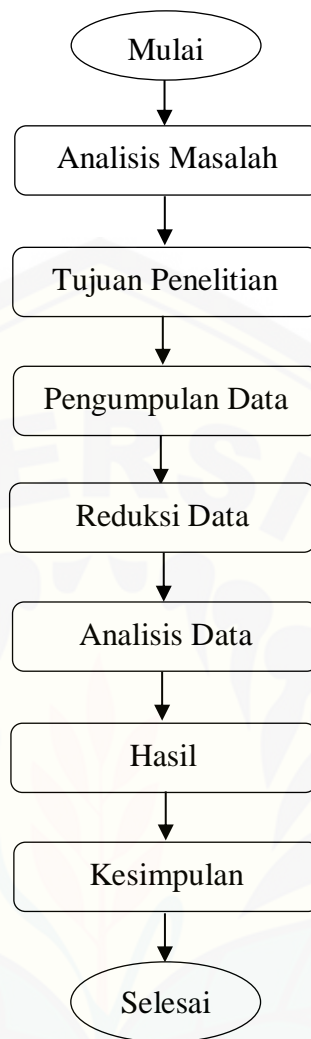 Mulai
Analisis Masalah
Tujuan Penelitian
Pengumpulan Data
Reduksi Data
Analisis Data
Hasil
Kesimpulan
Selesai